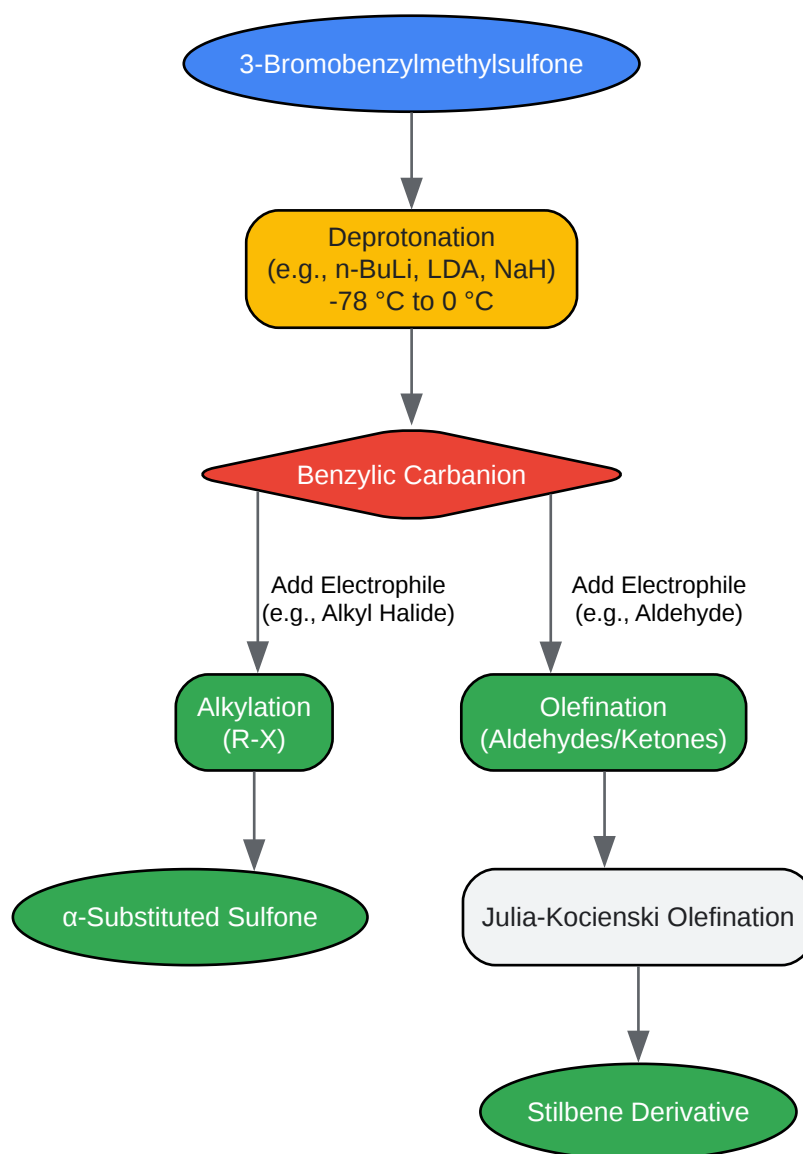 3-Bromobenzylmethylsulfone
Deprotonation
(e.g., n-BuLi, LDA, NaH)
-78 °C to 0 °C
Benzylic Carbanion
Add Electrophile
(e.g., Alkyl Halide)
Add Electrophile
(e.g., Aldehyde)
Alkylation
(R-X)
Olefination
(Aldehydes/Ketones)
α-Substituted Sulfone
Julia-Kocienski Olefination
Stilbene Derivative